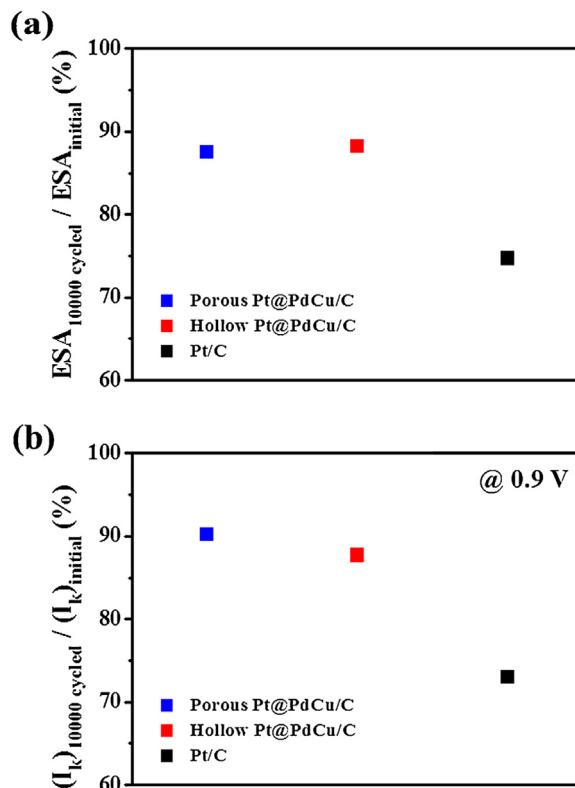 (a)
ESA10000 cycled / ESAinitial (%)
100
90
80
70
60
Porous Pt@PdCu/C
Hollow Pt@PdCu/C
Pt/C
(b)
(Ik)10000 cycled / (Ik)initial (%)
100
90
80
70
60
@ 0.9 V
Porous Pt@PdCu/C
Hollow Pt@PdCu/C
Pt/C